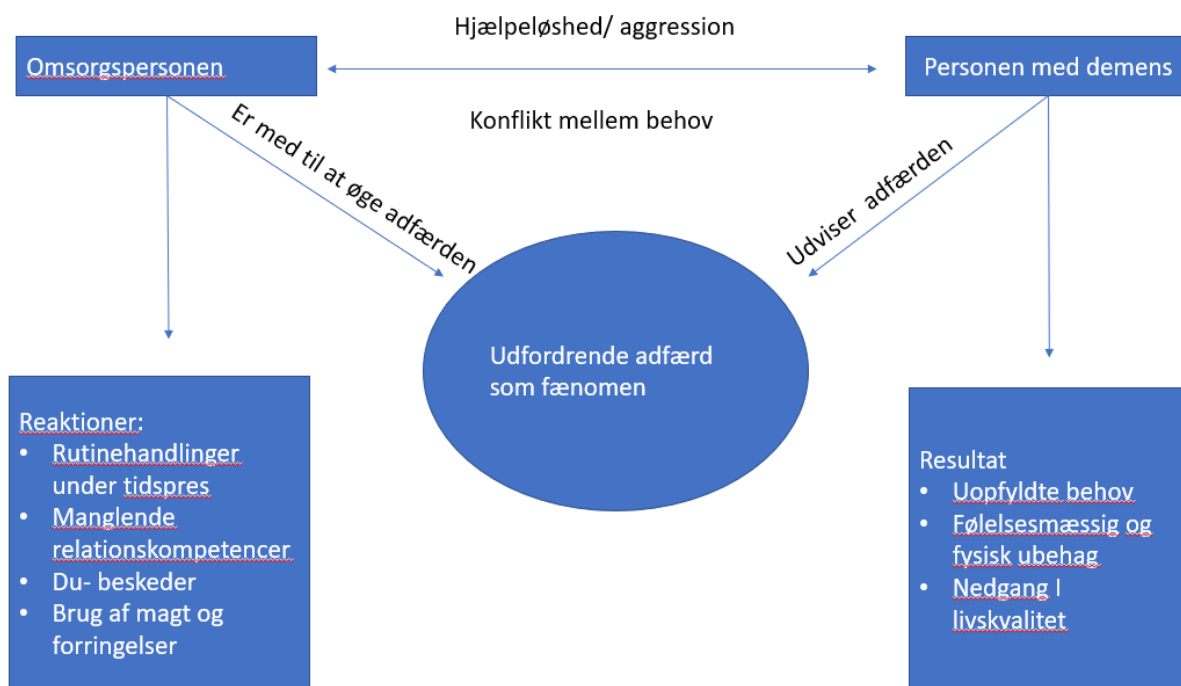 Hjælpeløshed/ aggression
Omsorgspersonen
Personen med demens
Konflikt mellem behov
Er med til at øge adfærden
Udviser adfærden
Udfordrende adfærd
som fænomen
Reaktioner:
• Rutinehandlinger
under tidspres
• Manglende
relationskompetencer
• Du- beskeder
• Brug af magt og
forringelser
Resultat
• Uopfyldte behov
• Følelsesmæssig og
fysisk ubehag
• Nedgang I
livskvalitet